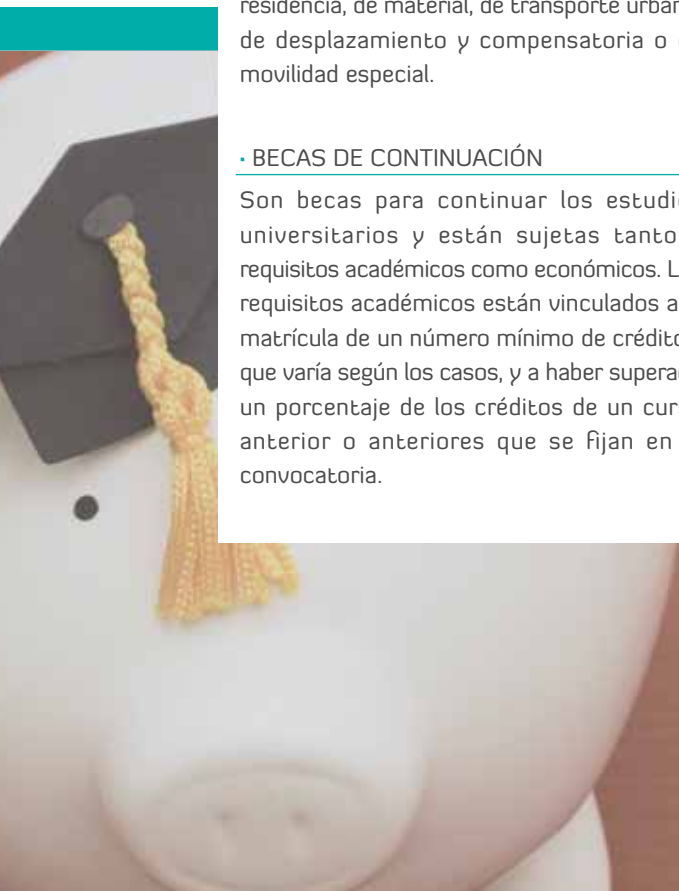 residencia, de material, de transporte urban
de desplazamiento y compensatoria o
movilidad especial.
· BECAS DE CONTINUACIÓN
Son becas para continuar los estudi
universitarios y están sujetas tanto
requisitos académicos como económicos. L
requisitos académicos están vinculados a
matrícula de un número mínimo de crédito
que varía según los casos, y a haber supera
un porcentaje de los créditos de un curs
anterior o anteriores que se fijan en
convocatoria.